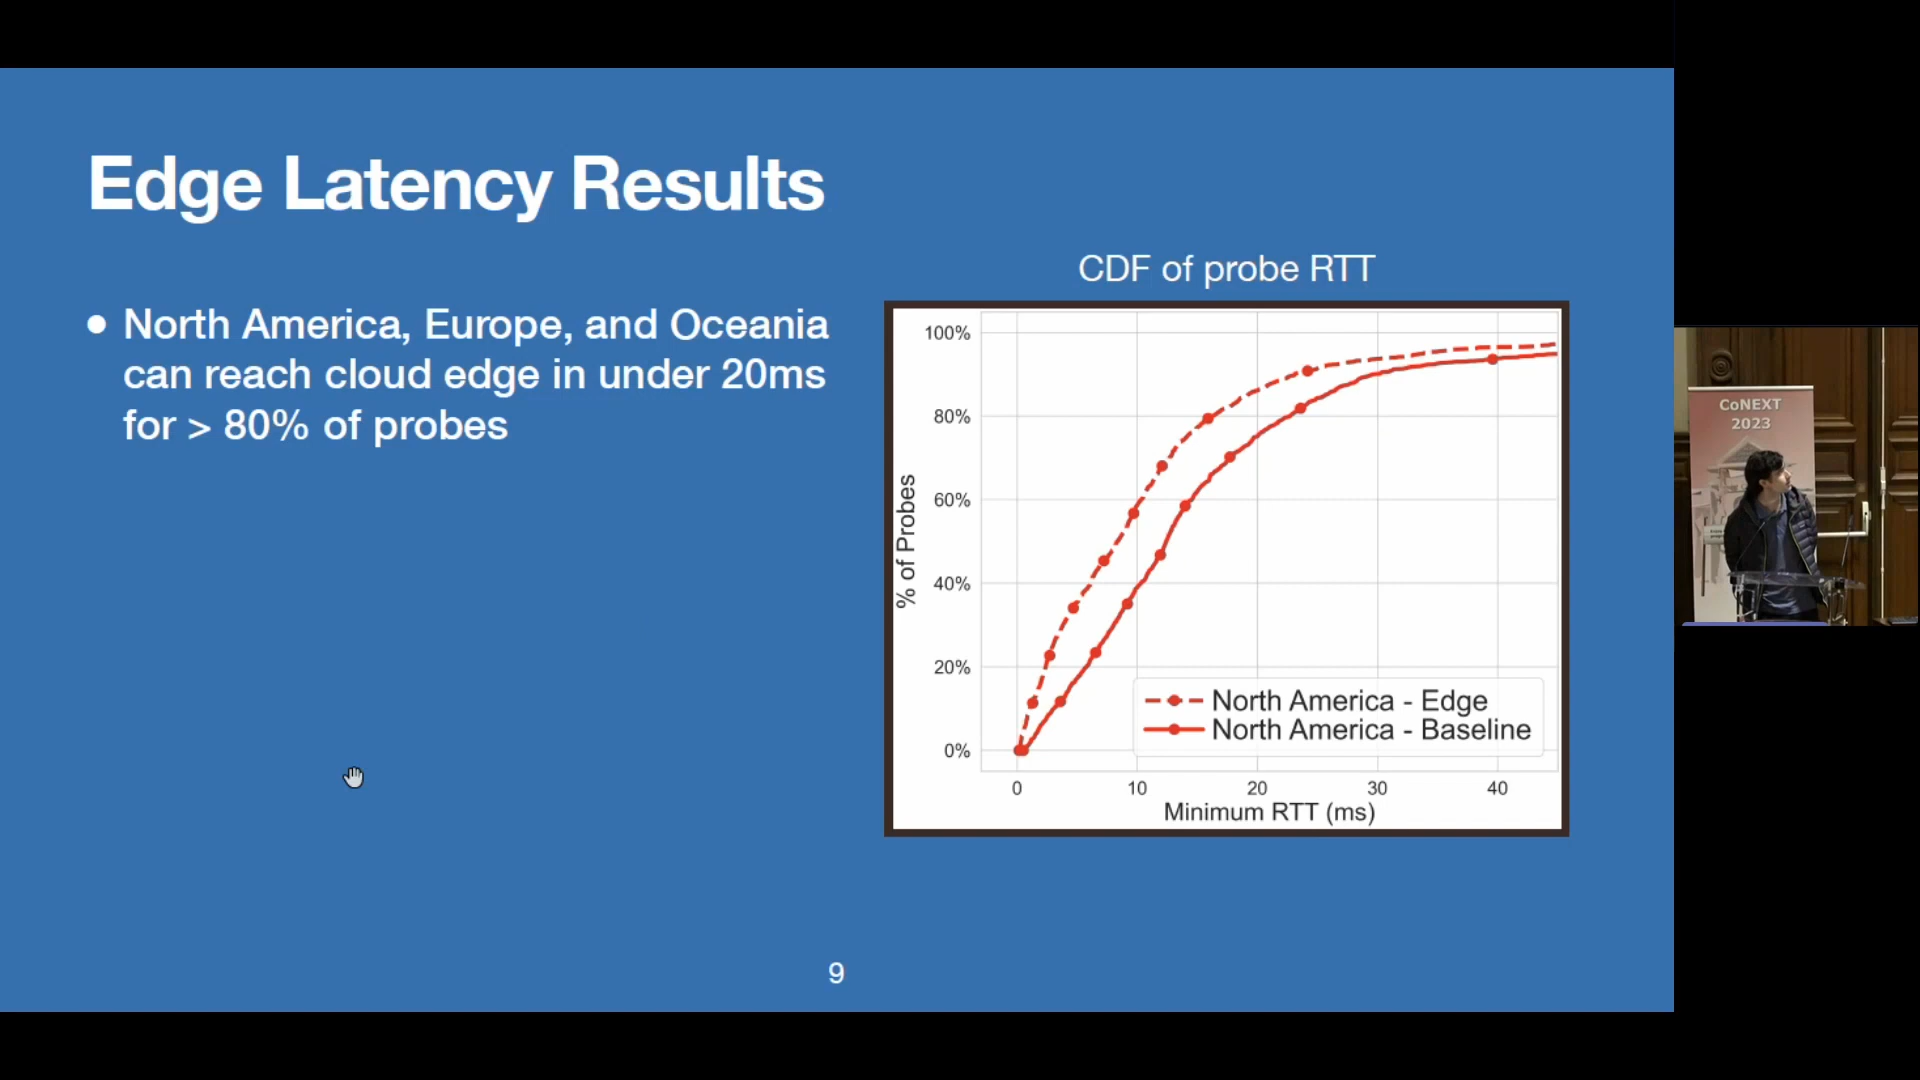 Edge Latency Results
● North America, Europe, and Oceania
can reach cloud edge in under 20ms
for > 80% of probes
CDF of probe RTT
100%
80%
60%
40%
20%
0%
% of Probes
North America - Edge
North America - Baseline
0 10 20 30 40
Minimum RTT (ms)
9
CoNEXT
2023